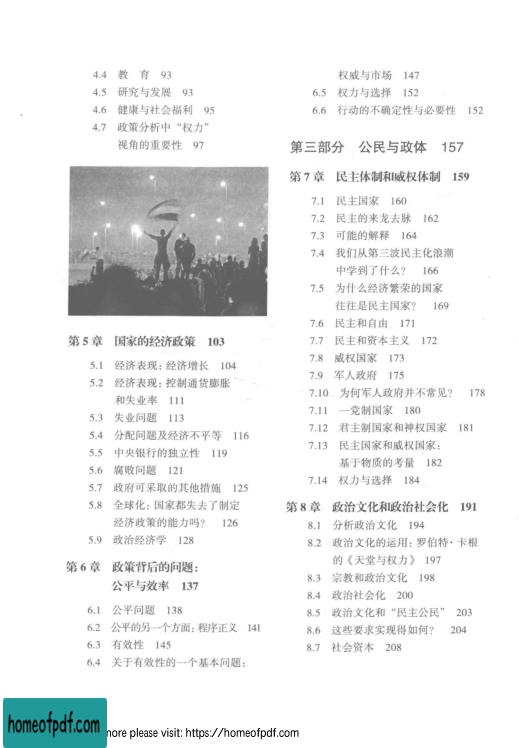 4.4 教 育 93
4.5 研究与发展 93
4.6 健康与社会福利 95
4.7 政策分析中“权力”
视角的重要性 97
第 5 章 国家的经济政策 103
5.1 经济表现：经济增长 104
5.2 经济表现：控制通货膨胀
和失业率 111
5.3 失业问题 113
5.4 分配问题及经济不平等 116
5.5 中央银行的独立性 119
5.6 腐败问题 121
5.7 政府可采取的其他措施 125
5.8 全球化：国家都失去了制定
经济政策的能力吗？ 126
5.9 政治经济学 128
第 6 章 政策背后的问题：
公平与效率 137
6.1 公平问题 138
6.2 公平的另一个方面：程序正义 141
6.3 有效性 145
6.4 关于有效性的一个基本问题：
权威与市场 147
6.5 权力与选择 152
6.6 行动的不确定性与必要性 152
第三部分 公民与政体 157
第 7 章 民主体制和威权体制 159
7.1 民主国家 160
7.2 民主的来龙去脉 162
7.3 可能的解释 164
7.4 我们从第三波民主化浪潮
中学到了什么？ 166
7.5 为什么经济繁荣的国家
往往是民主国家？ 169
7.6 民主和自由 171
7.7 民主和资本主义 172
7.8 威权国家 173
7.9 军人政府 175
7.10 为何军人政府并不常见？ 178
7.11 一党制国家 180
7.12 君主制国家和神权国家 181
7.13 民主国家和威权国家：
基于物质的考量 182
7.14 权力与选择 184
第 8 章 政治文化和政治社会化 191
8.1 分析政治文化 194
8.2 政治文化的运用：罗伯特·卡根
的《天堂与权力》 197
8.3 宗教和政治文化 198
8.4 政治社会化 200
8.5 政治文化和“民主公民” 203
8.6 这些要求实现得如何？ 204
8.7 社会资本 208
homeofpdf.com
more please visit: https://homeofpdf.com